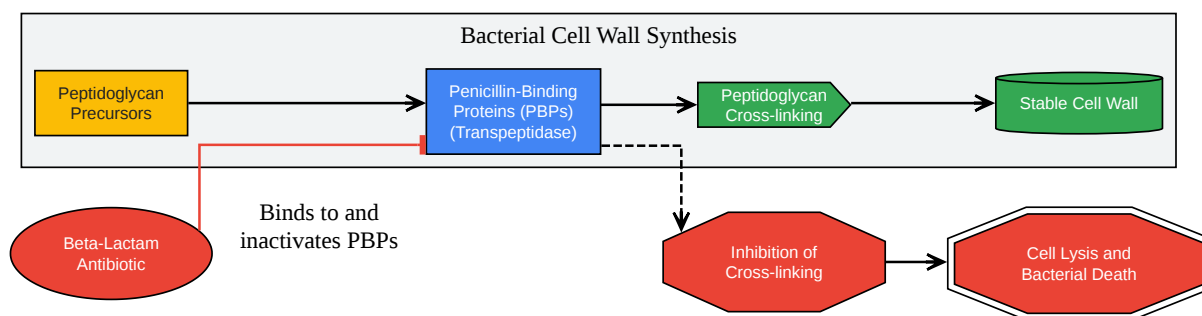 Bacterial Cell Wall Synthesis
Peptidoglycan
Precursors
Penicillin-Binding
Proteins (PBPs)
(Transpeptidase)
Peptidoglycan
Cross-linking
Stable Cell Wall
Binds to and
inactivates PBPs
Beta-Lactam
Antibiotic
Inhibition of
Cross-linking
Cell Lysis and
Bacterial Death